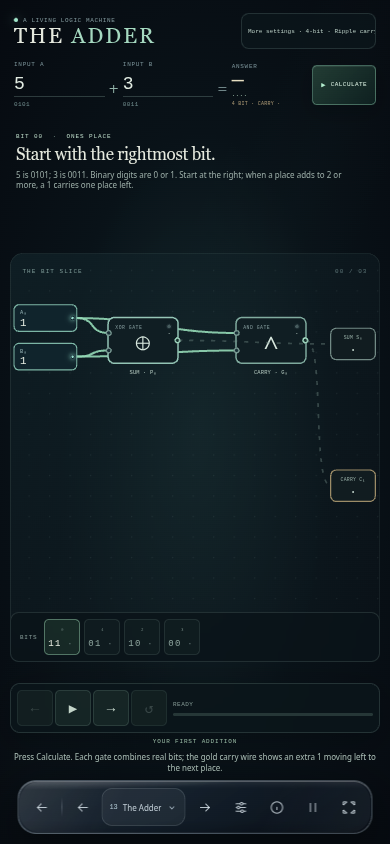 A LIVING LOGIC MACHINE
THE ADDER
More settings · 4-bit · Ripple carr
INPUT A
5
0101
+
INPUT B
3
0011
=
ANSWER
—
....
4 BIT · CARRY ·
▶ CALCULATE
BIT 00 · ONES PLACE
Start with the rightmost bit.
5 is 0101; 3 is 0011. Binary digits are 0 or 1. Start at the right; when a place adds to 2 or
more, a 1 carries one place left.
THE BIT SLICE
00 / 03
A₀
1
B₀
1
XOR GATE
⊕
SUM · P₀
AND GATE
∧
CARRY · G₀
SUM S₀
·
CARRY C₁
·
BITS
11 ·
01 ·
10 ·
00 ·
READY
YOUR FIRST ADDITION
Press Calculate. Each gate combines real bits; the gold carry wire shows an extra 1 moving left to
the next place.
13 The Adder